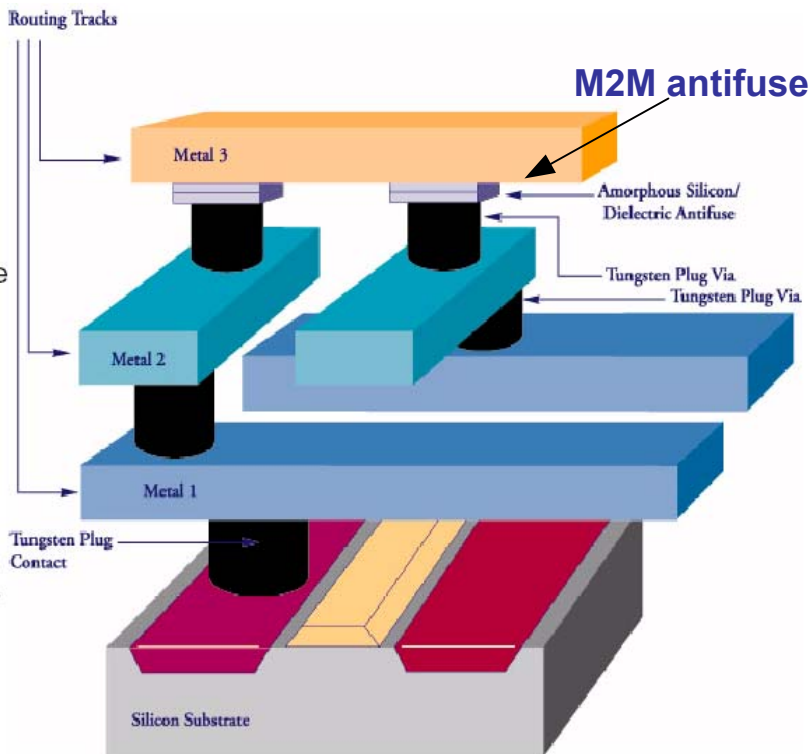 Routing Tracks
M2M antifuse
Metal 3
Amorphous Silicon/
Dielectric Antifuse
Tungsten Plug Via
Tungsten Plug Via
e
Metal 2
Metal 1
Tungsten Plug
Contact
Silicon Substrate